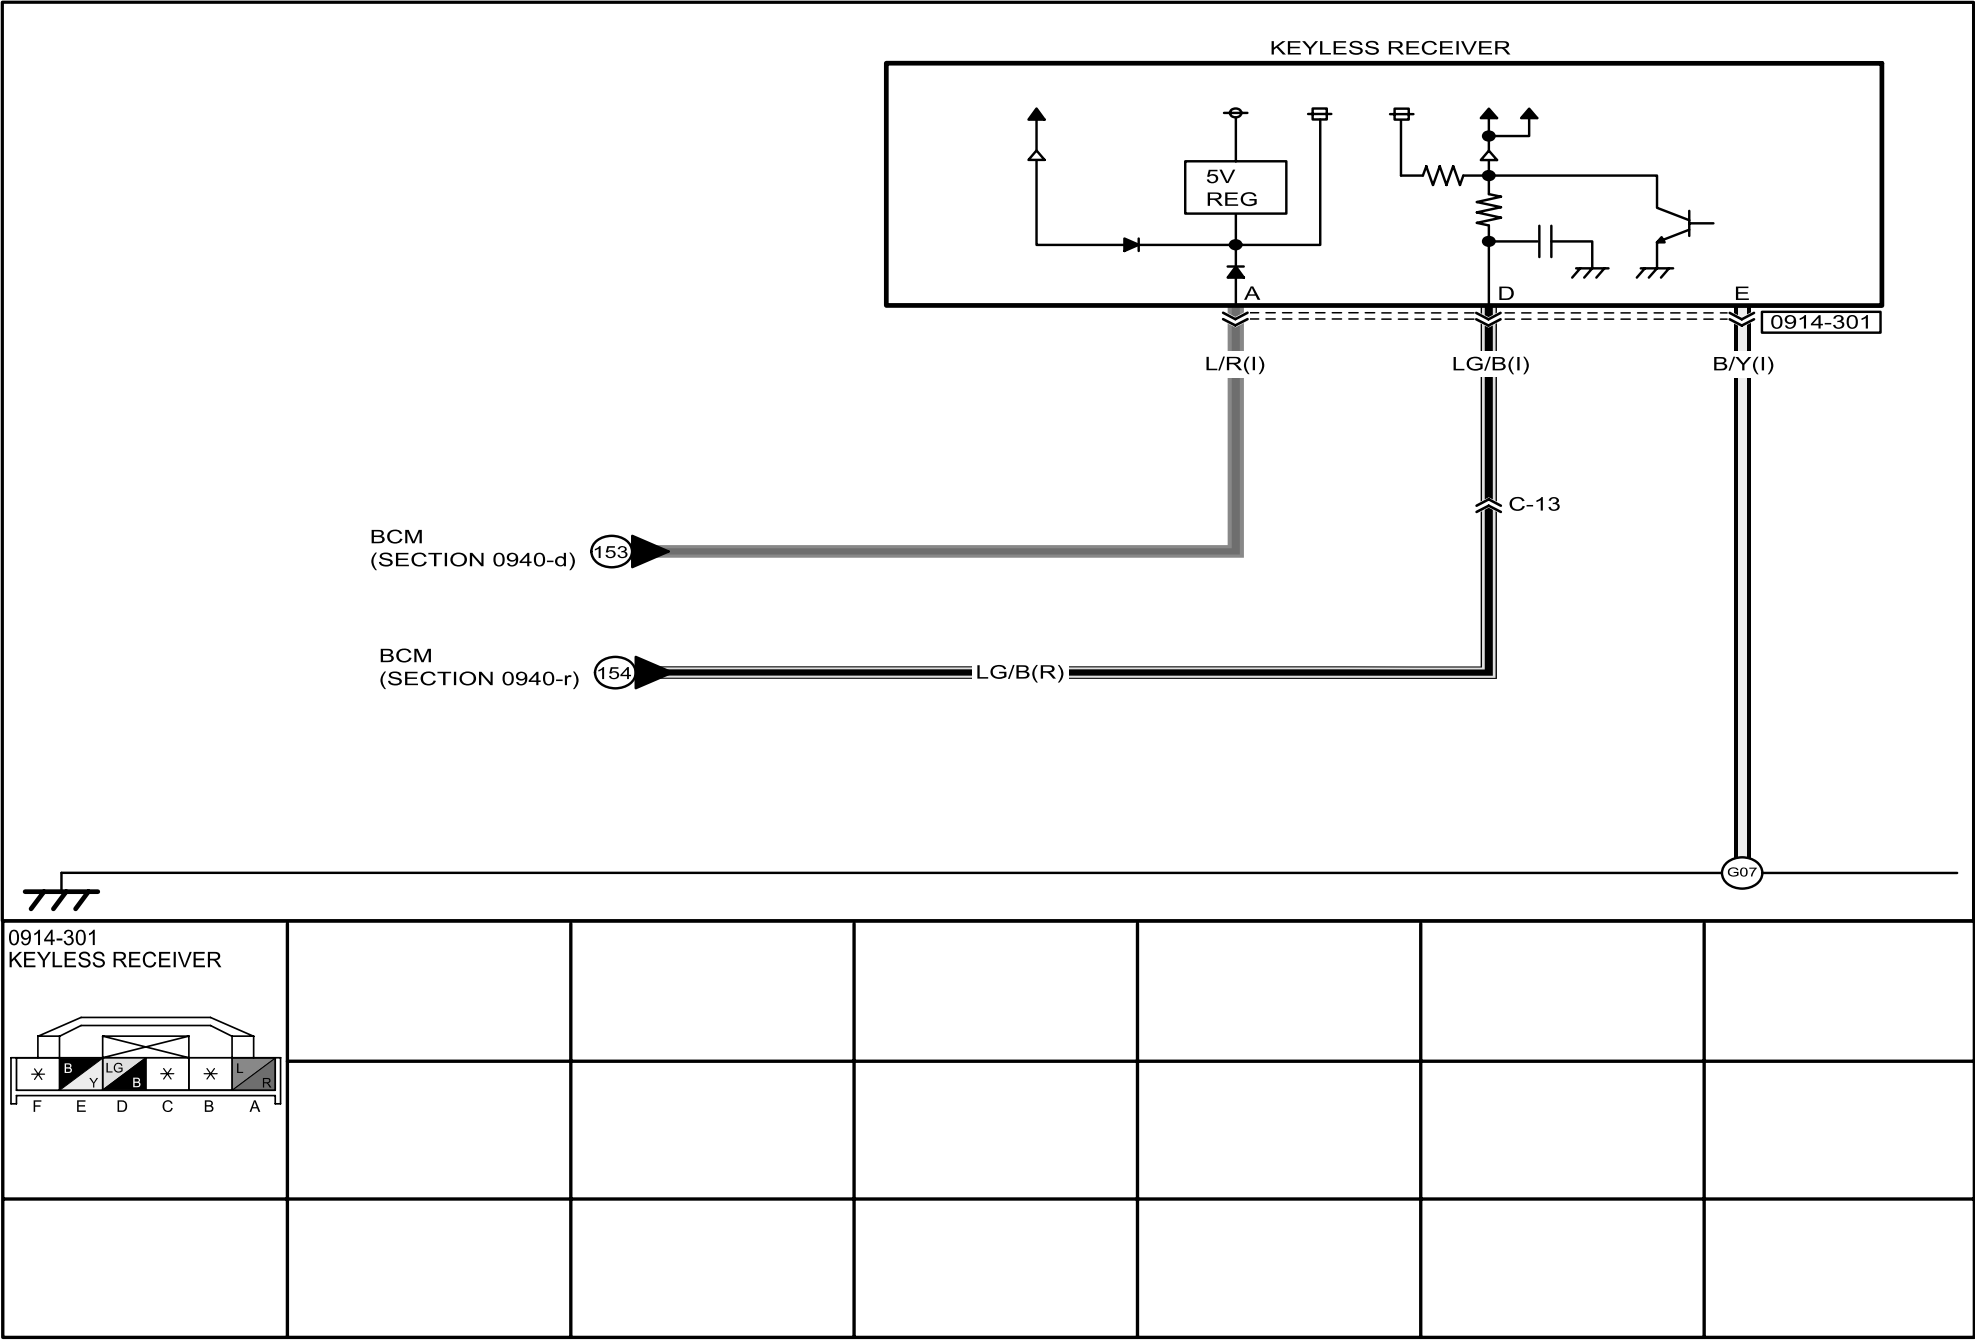 KEYLESS RECEIVER
5V
REG
A
D
E
0914-301
L/R(I)
LG/B(I)
B/Y(I)
C-13
BCM
(SECTION 0940-d)
153
BCM
(SECTION 0940-r)
154
LG/B(R)
G07
0914-301
KEYLESS RECEIVER
* B Y LG B * * L R
F E D C B A